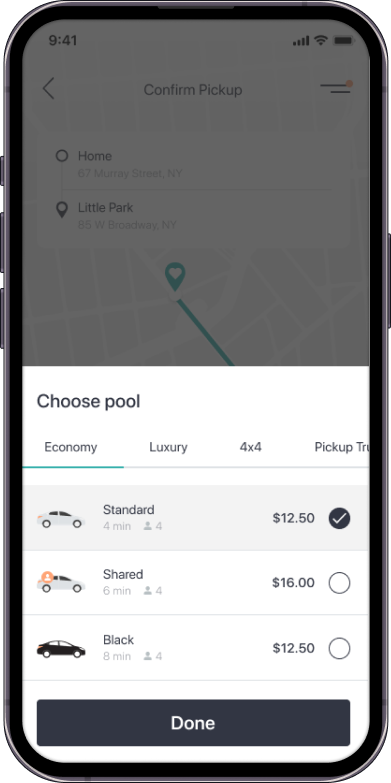 9:41
Confirm Pickup
Home
67 Murray Street, NY
Little Park
85 W Broadway, NY
Choose pool
Economy Luxury 4x4 Pickup Tru
Standard
4 min 4
$12.50
Shared
6 min 4
$16.00
Black
8 min 4
$12.50
Done